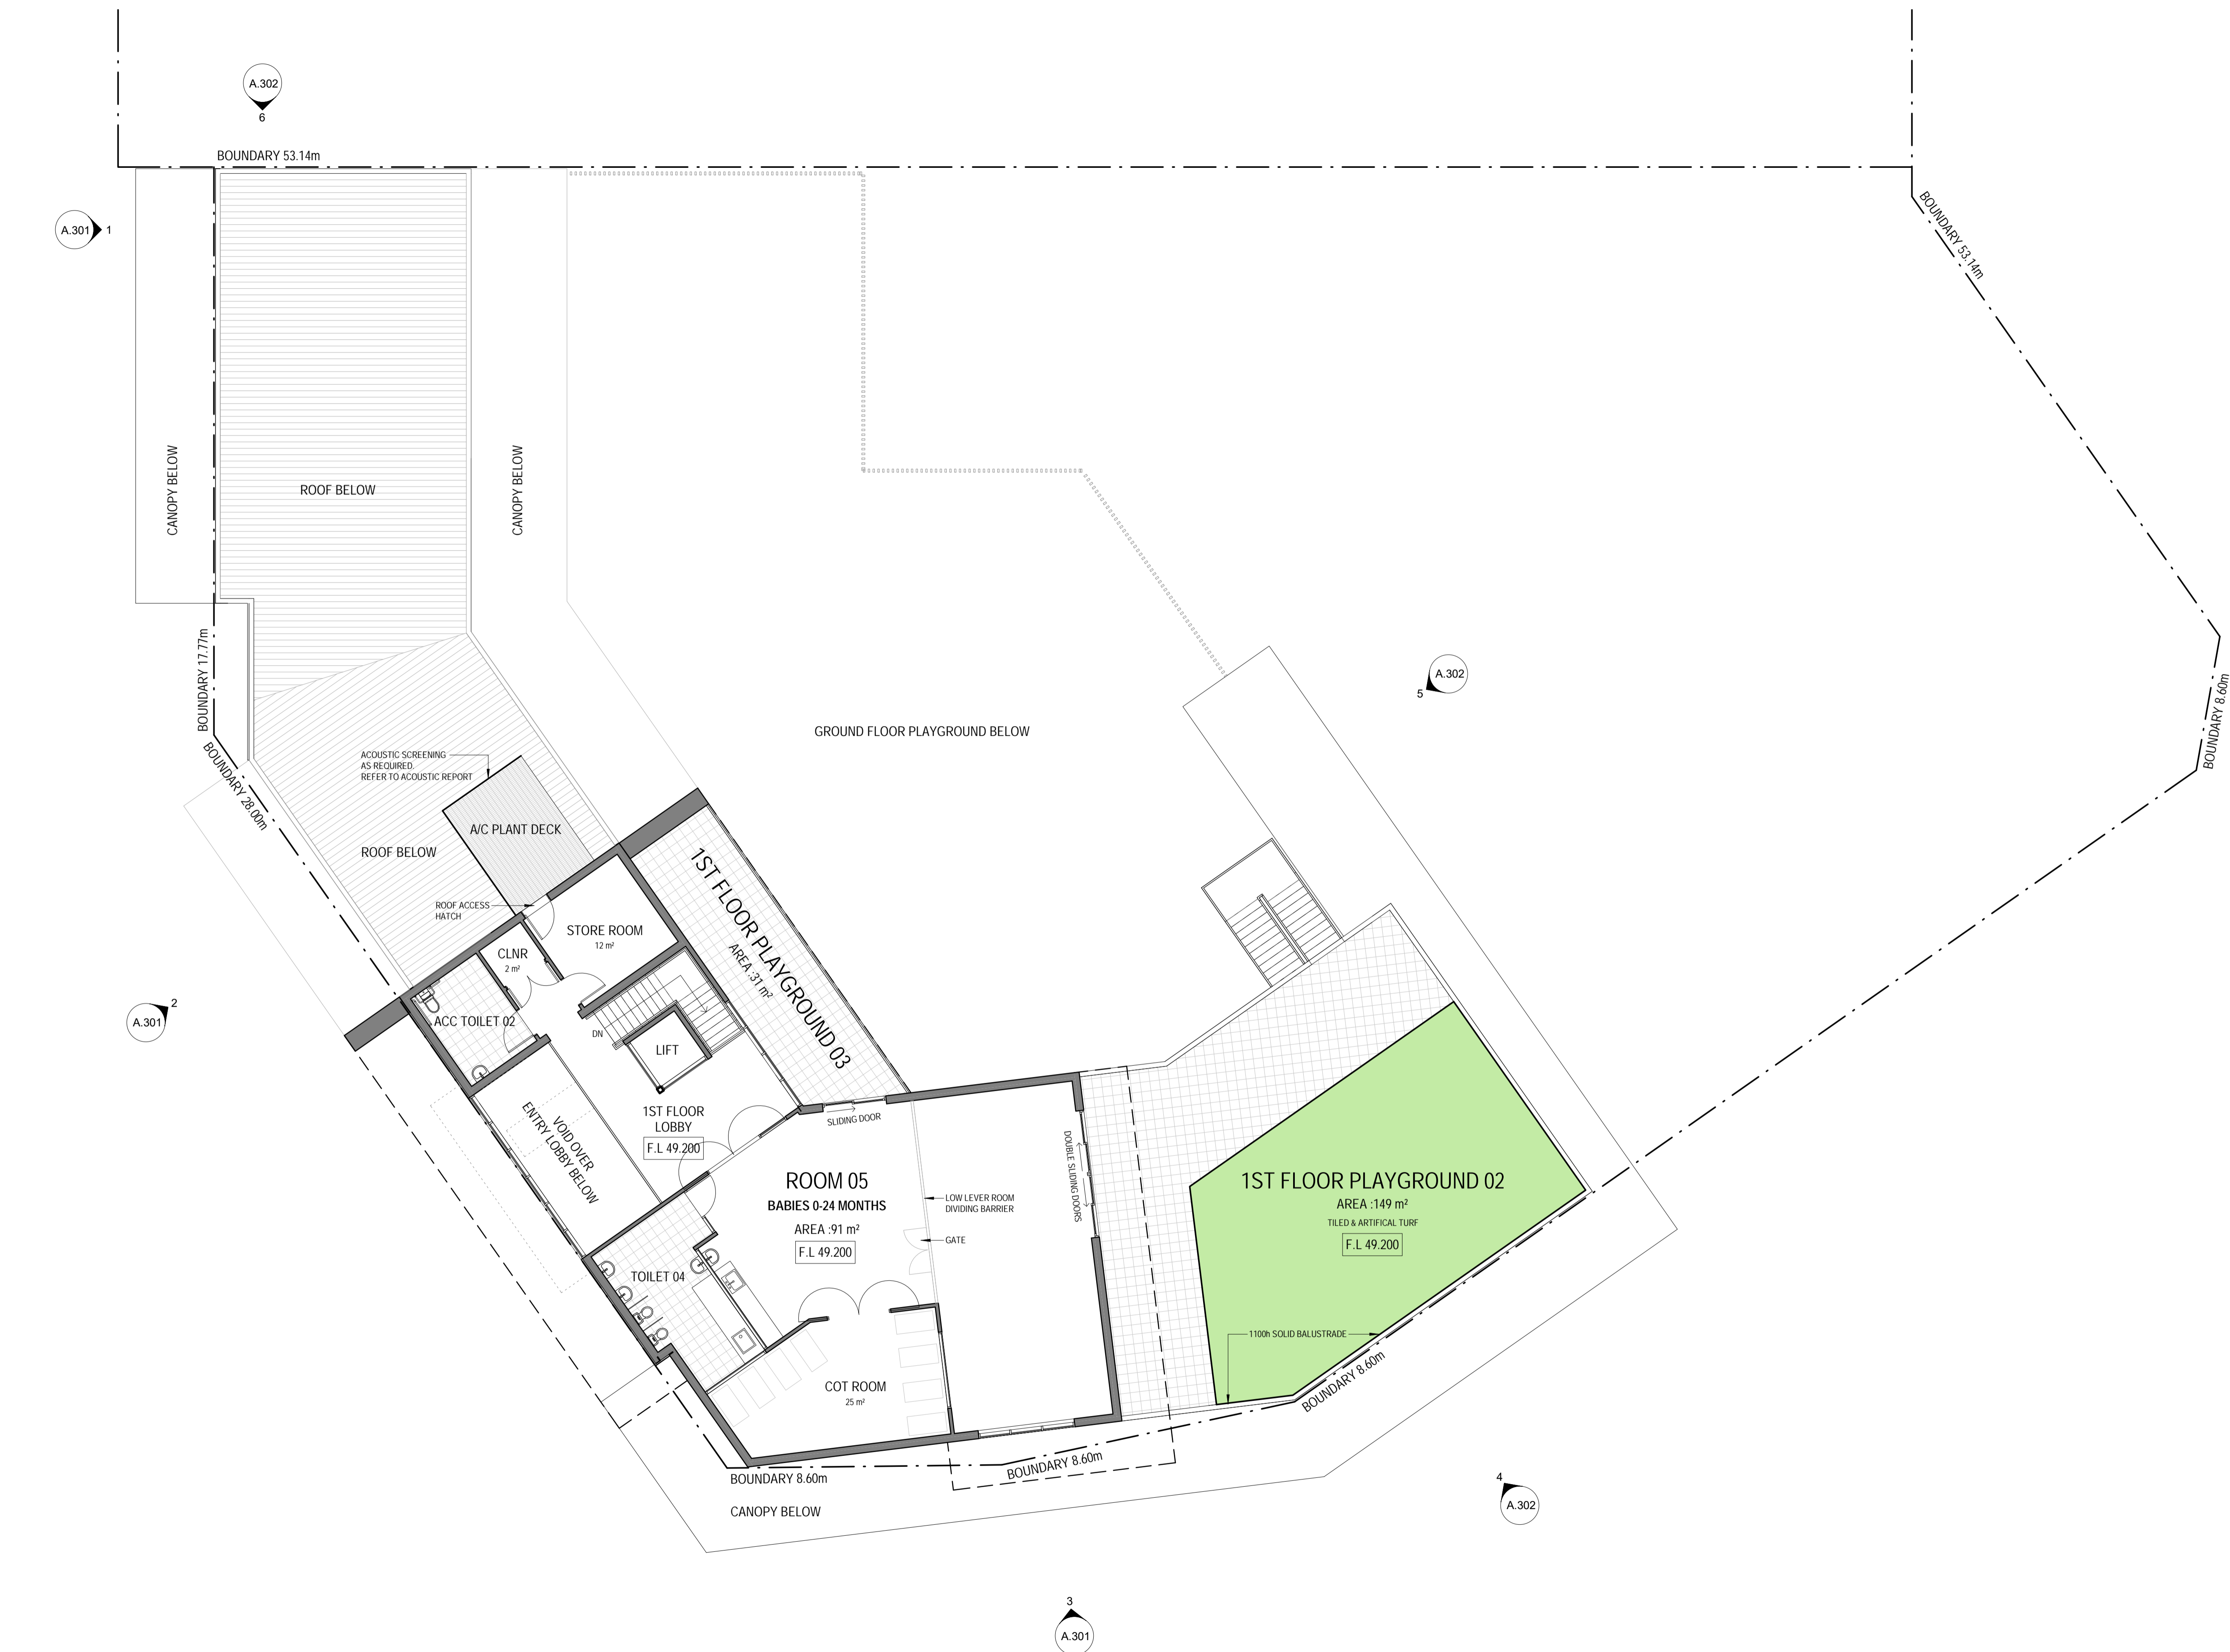 A.302
6
BOUNDARY 53.14m
BOUNDARY 53.14m
A.301
1
CANOPY BELOW
ROOF BELOW
CANOPY BELOW
BOUNDARY 17.77m
BOUNDARY 28.00m
A.302
5
BOUNDARY 8.60m
GROUND FLOOR PLAYGROUND BELOW
ACOUSTIC SCREENING
AS REQUIRED.
REFER TO ACOUSTIC REPORT
A/C PLANT DECK
ROOF BELOW
ROOF ACCESS
HATCH
STORE ROOM
12 m²
CLNR
2 m²
1ST FLOOR PLAYGROUND 03
AREA :31 m²
2
A.301
ACC TOILET 02
DN
LIFT
VOID OVER
ENTRY LOBBY BELOW
1ST FLOOR
LOBBY
F.L 49.200
SLIDING DOOR
DOUBLE SLIDING DOORS
ROOM 05
BABIES 0-24 MONTHS
AREA :91 m²
F.L 49.200
LOW LEVER ROOM
DIVIDING BARRIER
GATE
1ST FLOOR PLAYGROUND 02
AREA :149 m²
TILED & ARTIFICAL TURF
F.L 49.200
TOILET 04
1100h SOLID BALUSTRADE
COT ROOM
25 m²
BOUNDARY 8.60m
BOUNDARY 8.60m
BOUNDARY 8.60m
CANOPY BELOW
4
A.302
3
A.301